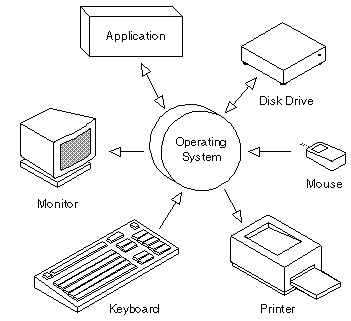 Application
Disk Drive
Operating
System
Monitor
Mouse
Keyboard
Printer